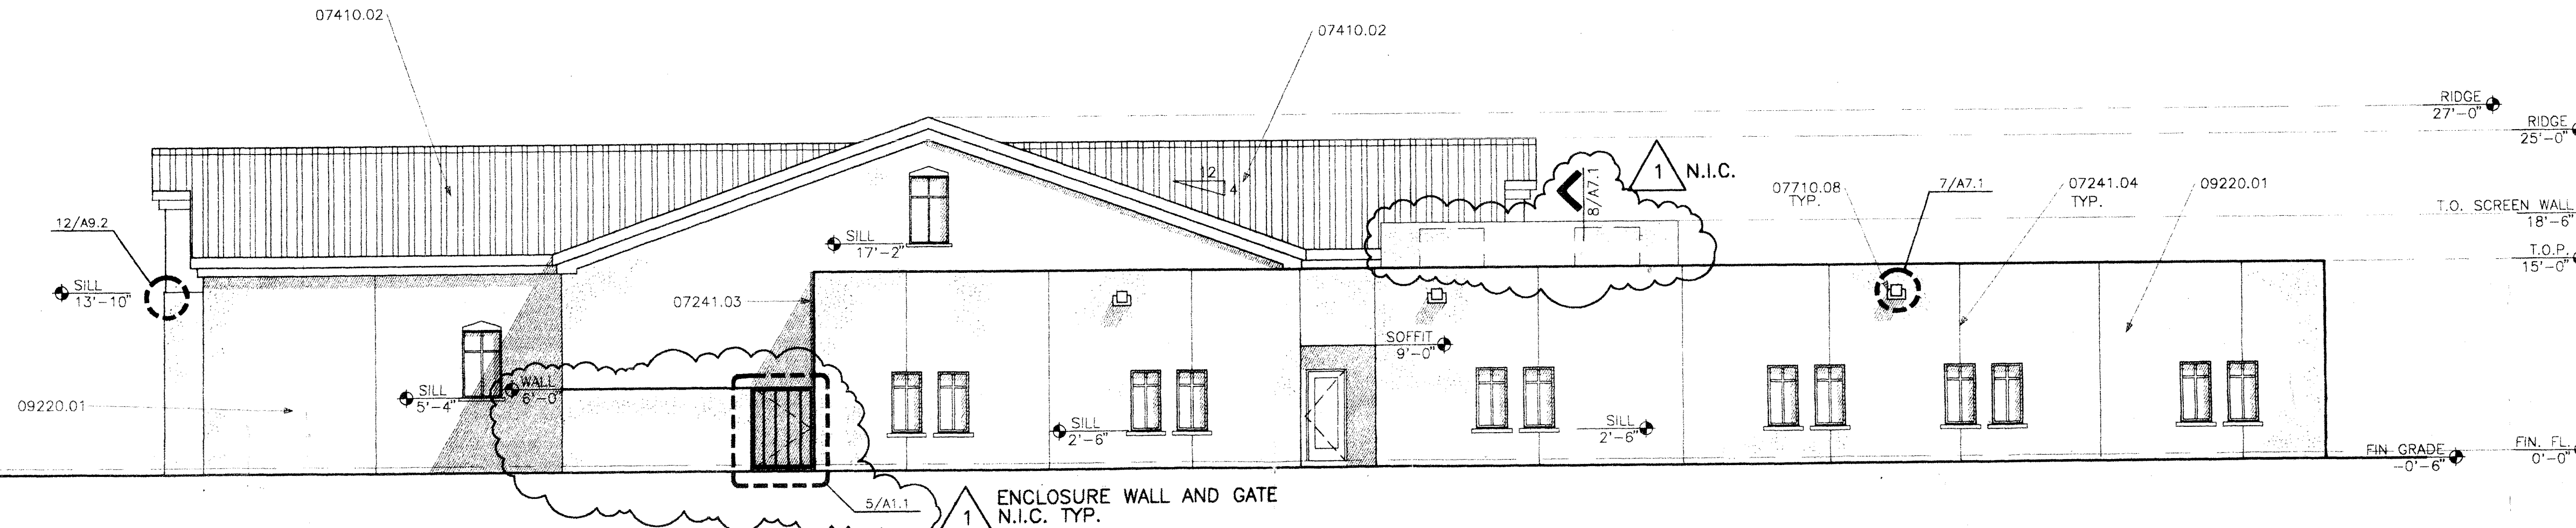 07410.02
07410.02
RIDGE
27'-0"
RIDGE
25'-0"
12
4
1
N.I.C.
8/A7.1
07710.08
TYP.
7/A7.1
07241.04
TYP.
09220.01
T.O. SCREEN WALL
18'-6"
12/A9.2
SILL
17'-2"
T.O.P.
15'-0"
SILL
13'-10"
07241.03
SOFFIT
9'-0"
SILL
5'-4"
WALL
6'-0"
09220.01
SILL
2'-6"
SILL
2'-6"
FIN GRADE
-0'-6"
FIN. FL.
0'-0"
5/A1.1
1
ENCLOSURE WALL AND GATE
N.I.C. TYP.